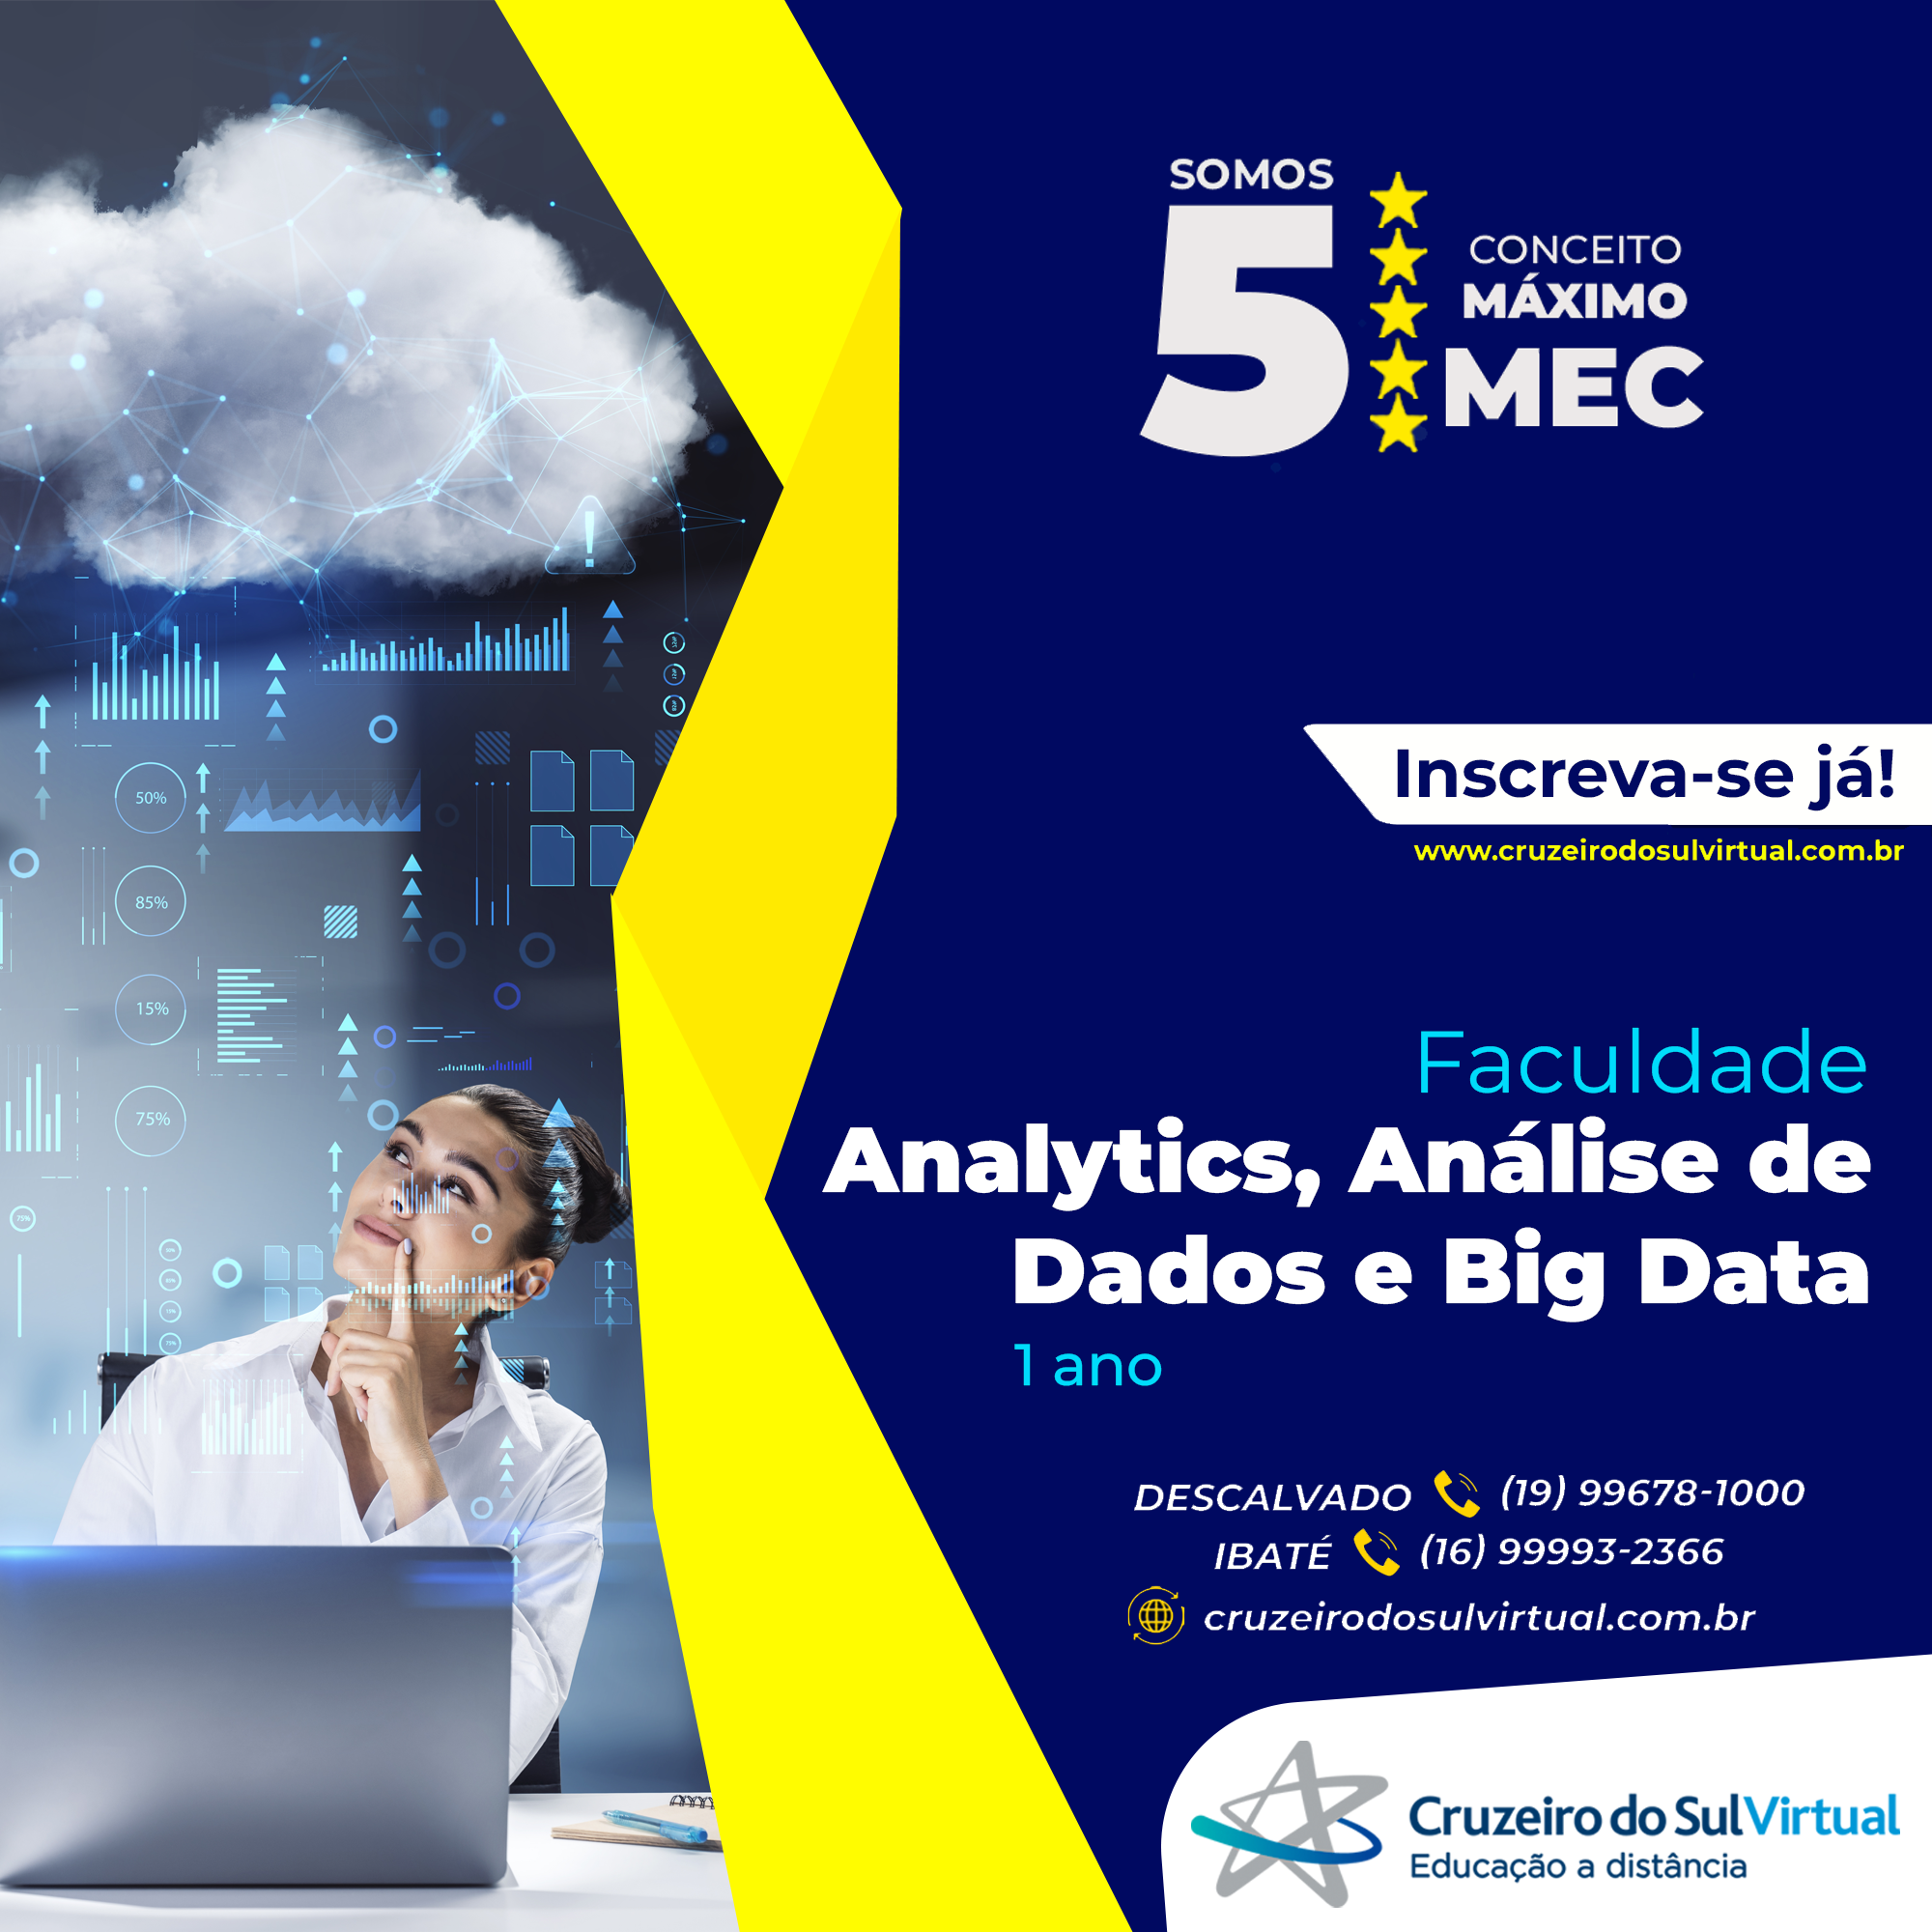 SOMOS
5
CONCEITO
MÁXIMO
MEC
Inscreva-se já!
www.cruzeirodosulvirtual.com.br
Faculdade
Analytics, Análise de
Dados e Big Data
1 ano
DESCALVADO (19) 99678-1000
IBATÉ (16) 99993-2366
cruzeirodosulvirtual.com.br
Cruzeiro do Sul Virtual
Educação a distância
!
50%
85%
15%
75%
75%